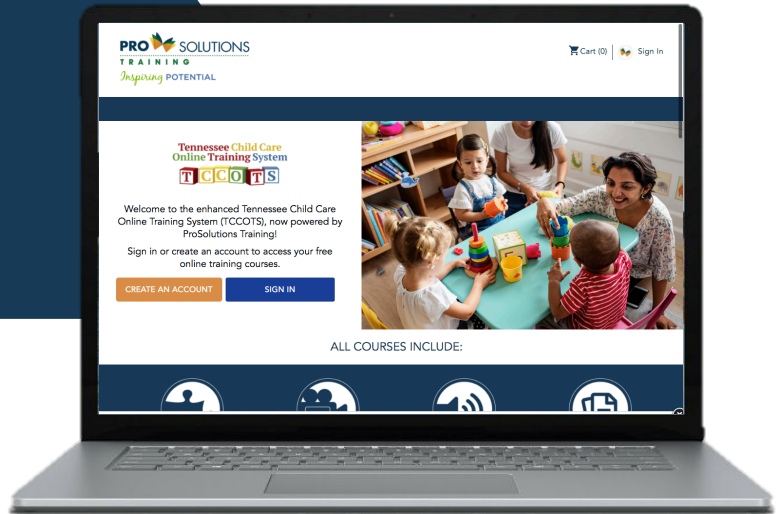 PRO SOLUTIONS
TRAINING
Inspiring POTENTIAL
Cart (0)
Sign In
Tennessee Child Care
Online Training System
TCCOTS
Welcome to the enhanced Tennessee Child Care
Online Training System (TCCOTS), now powered by
ProSolutions Training!
Sign in or create an account to access your free
online training courses.
CREATE AN ACCOUNT
SIGN IN
ALL COURSES INCLUDE: